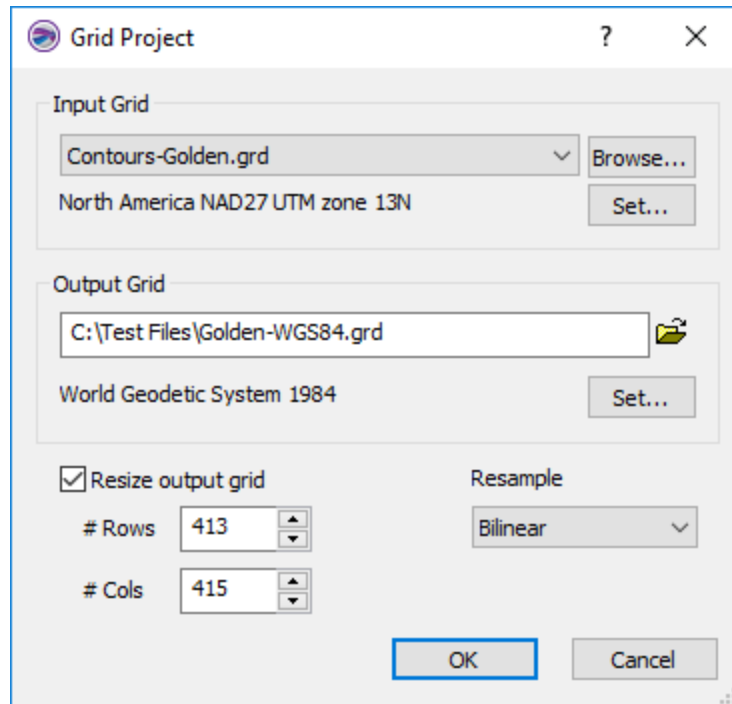 Grid Project
Input Grid
Contours-Golden.grd Browse...
North America NAD27 UTM zone 13N Set...
Output Grid
C:\Test Files\Golden-WGS84.grd
World Geodetic System 1984 Set...
Resize output grid Resample
# Rows 413 Bilinear
# Cols 415
OK Cancel